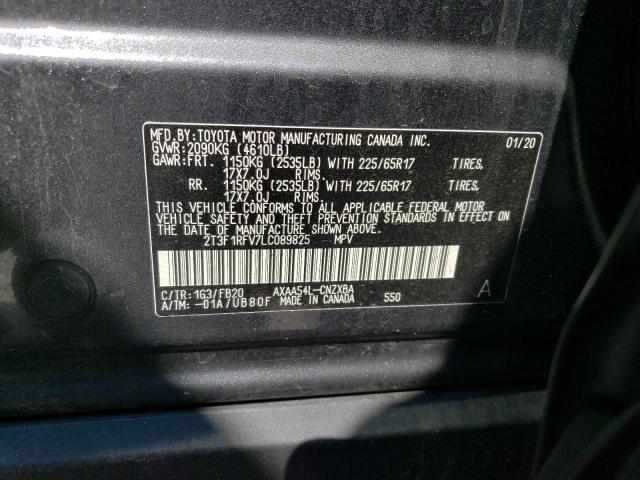 MFD.BY:TOYOTA MOTOR MANUFACTURING CANADA INC. 01/20
GVWR:2090KG (4610LB)
GAWR:FRT. 1150KG (2535LB) WITH 225/65R17 TIRES,
17X7.0J RIMS.
RR. 1150KG (2535LB) WITH 225/65R17 TIRES,
17X7.0J RIMS.
THIS VEHICLE CONFORMS TO ALL APPLICABLE FEDERAL MOTOR
VEHICLE SAFETY AND THEFT PREVENTION STANDARDS IN EFFECT ON
THE DATE OF MANUFACTURE SHOWN ABOVE.
2T3F1RFV7LC089825 MPV
C/TR:1G3/FB20 AXAA54L-CNZXBA A
A/TM:-01A/UB80F MADE IN CANADA 550